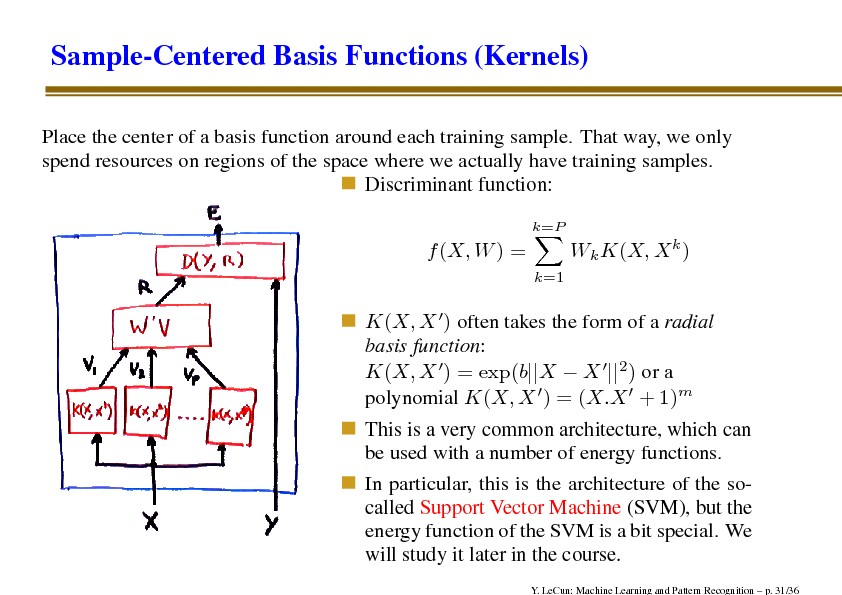 Sample-Centered Basis Functions (Kernels)
Place the center of a basis function around each training sample. That way, we only
spend resources on regions of the space where we actually have training samples.
Discriminant function:
f(X, W) = \sum_{k=1}^{k=P} W_k K(X, X^k)
K(X, X′) often takes the form of a radial
basis function:
K(X, X′) = exp(b||X − X′||²) or a
polynomial K(X, X′) = (X.X′ + 1)^m
This is a very common architecture, which can
be used with a number of energy functions.
In particular, this is the architecture of the so-
called Support Vector Machine (SVM), but the
energy function of the SVM is a bit special. We
will study it later in the course.
E
D(Y, R)
R
W'V
V1 V2 VP
K(X,X¹) K(X,X²) .... K(X,X^P)
X Y
Y. LeCun: Machine Learning and Pattern Recognition – p. 31/36